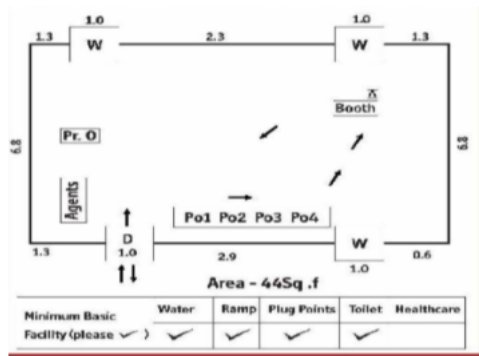 1.0 1.0
1.3 W 2.3 W 1.3
Booth
Pr. O
6.8 6.8
Agents
Po1 Po2 Po3 Po4
D W
1.3 1.0 2.9 1.0 0.6
Area - 44Sq .f
Minimum Basic Facility (please ✓) Water Ramp Plug Points Toilet Healthcare
✓ ✓ ✓ ✓